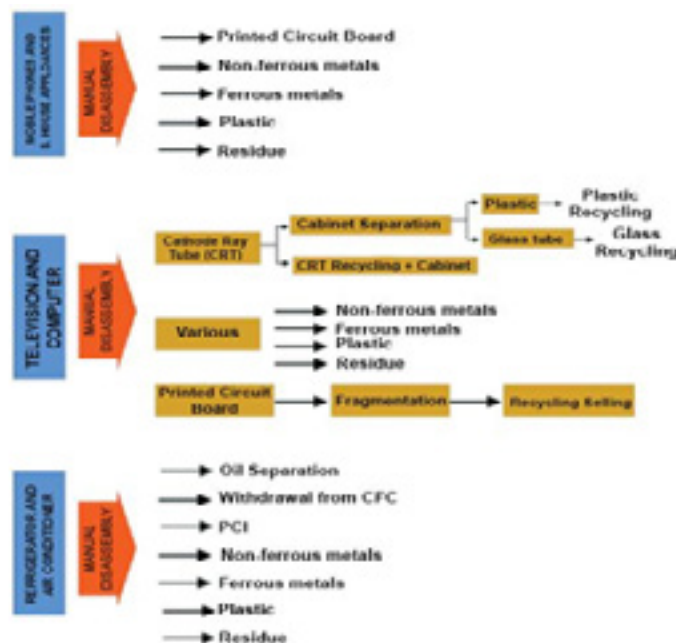 MOBILE PHONES AND
S. HOUSE APPLIANCES
MANUAL
DISASSEMBLY
Printed Circuit Board
Non-ferrous metals
Ferrous metals
Plastic
Residue
TELEVISION AND
COMPUTER
MANUAL
DISASSEMBLY
Cathode Ray
Tube (CRT)
Cabinet Separation
Plastic
Plastic
Recycling
Glass tube
Glass
Recycling
CRT Recycling + Cabinet
Various
Non-ferrous metals
Ferrous metals
Plastic
Residue
Printed Circuit
Board
Fragmentation
Recycling Selling
REFRIGERATOR AND
AIR CONDITIONER
MANUAL
DISASSEMBLY
Oil Separation
Withdrawal from CFC
PCI
Non-ferrous metals
Ferrous metals
Plastic
Residue